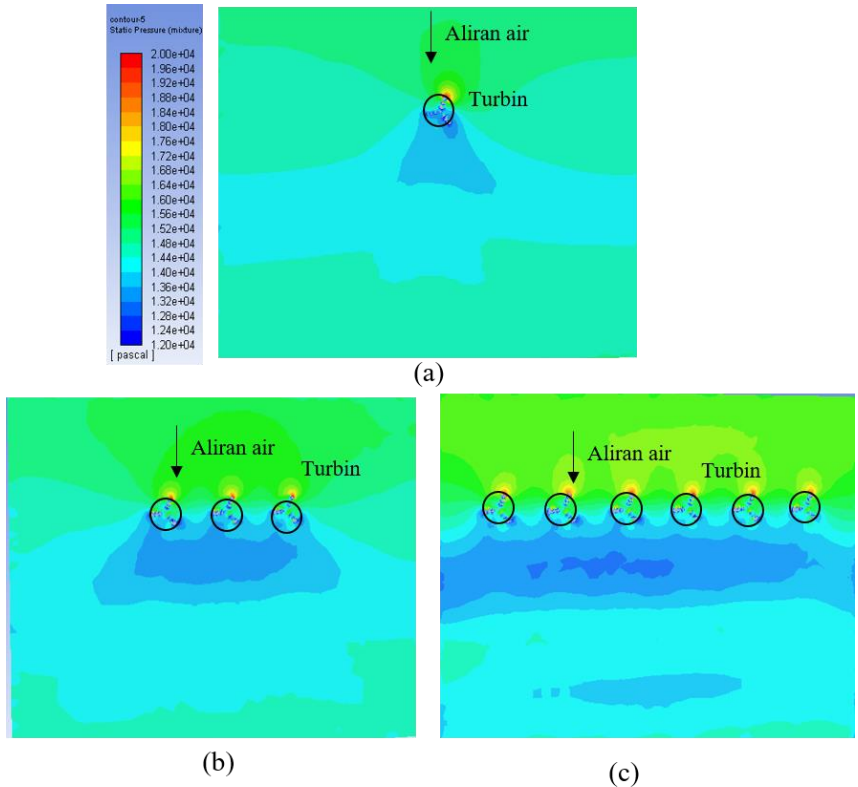 contour-5
Static Pressure (mixture)
2.00e+04
1.96e+04
1.92e+04
1.88e+04
1.84e+04
1.80e+04
1.76e+04
1.72e+04
1.68e+04
1.64e+04
1.60e+04
1.56e+04
1.52e+04
1.48e+04
1.44e+04
1.40e+04
1.36e+04
1.32e+04
1.28e+04
1.24e+04
1.20e+04
[ pascal ]
Aliran air
Turbin
(a)
Aliran air
Turbin
(b)
Aliran air
Turbin
(c)